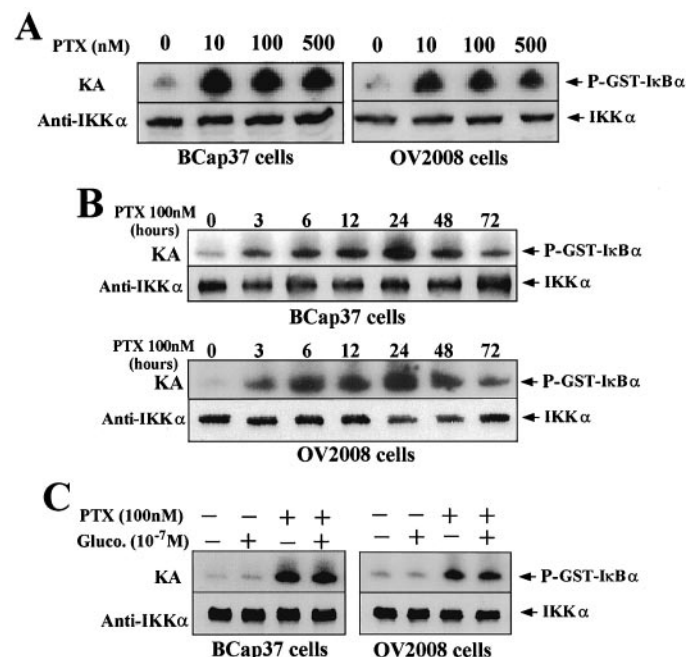 A
PTX (nM) 0 10 100 500 0 10 100 500
KA P-GST-IκBα
Anti-IKKα IKKα
BCap37 cells OV2008 cells
B
PTX 100nM 0 3 6 12 24 48 72
(hours)
KA P-GST-IκBα
Anti-IKKα IKKα
BCap37 cells
PTX 100nM 0 3 6 12 24 48 72
(hours)
KA P-GST-IκBα
Anti-IKKα IKKα
OV2008 cells
C
PTX (100nM) − − + + − − + +
Gluco. (10⁻⁷M) − + − + − + − +
KA P-GST-IκBα
Anti-IKKα IKKα
BCap37 cells OV2008 cells